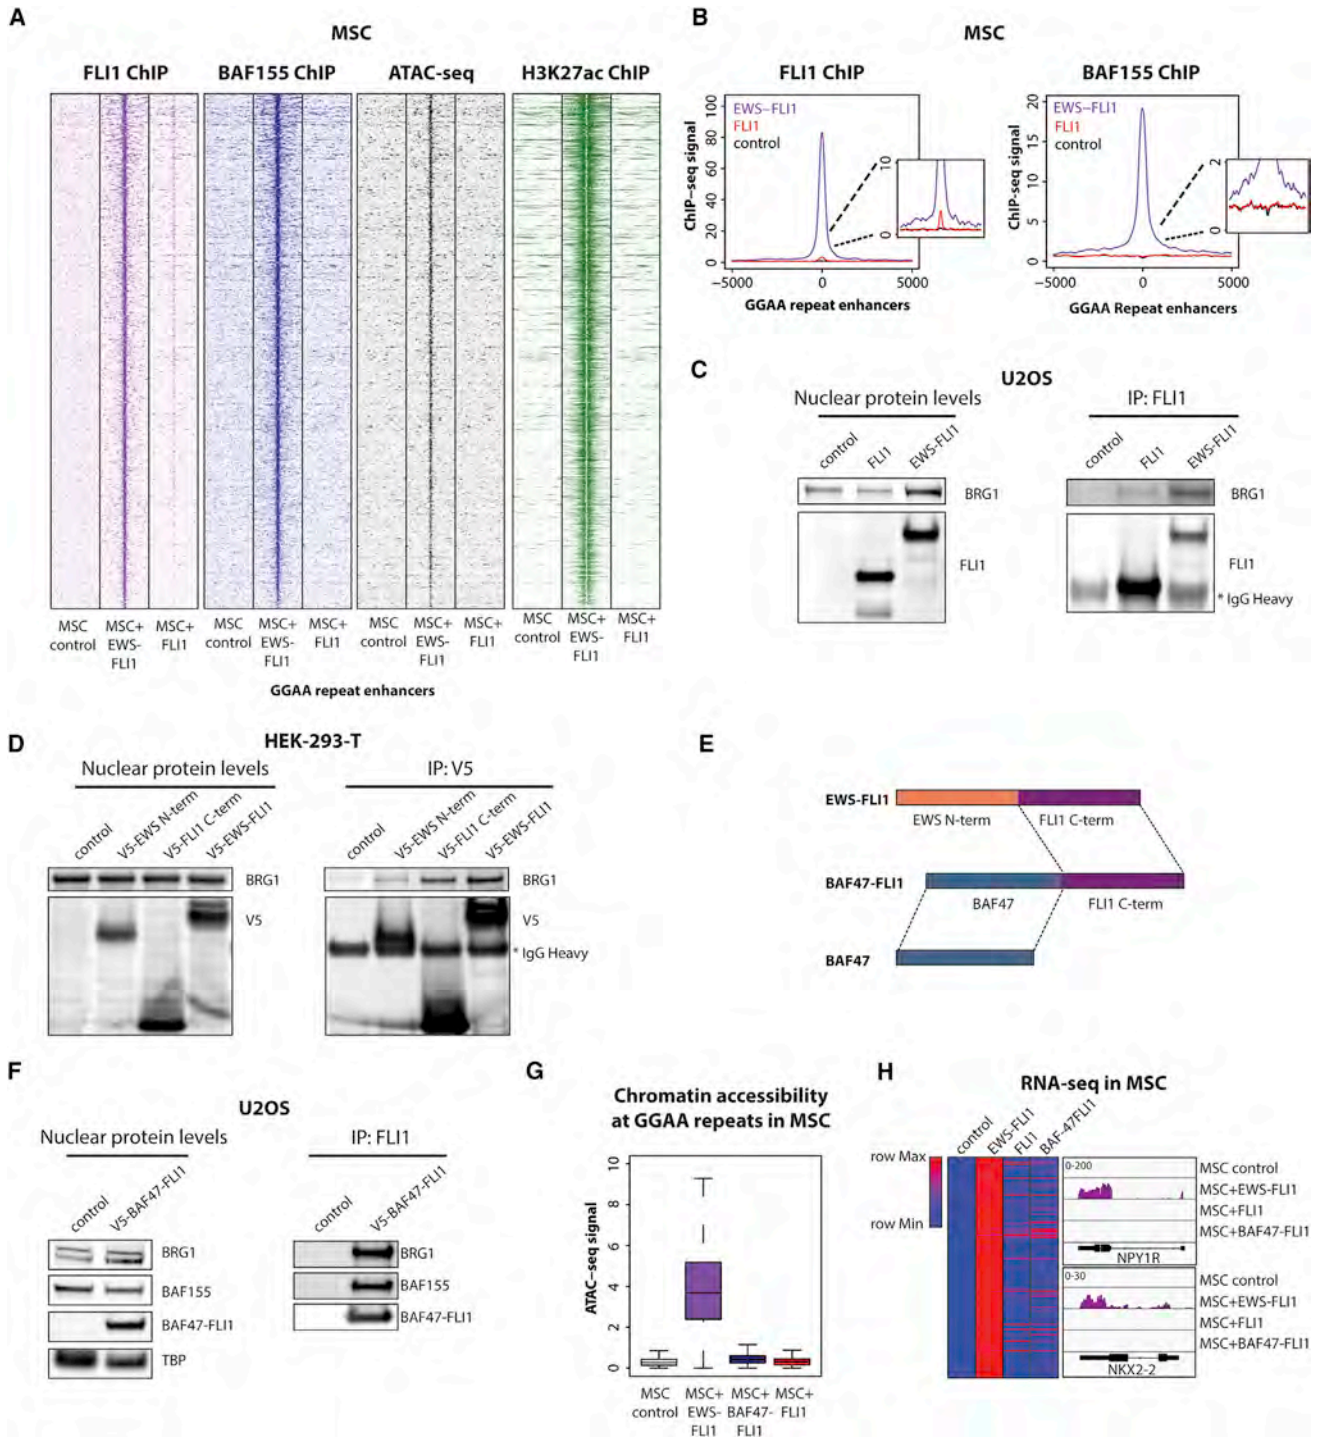 A
MSC
FLI1 ChIP
BAF155 ChIP
ATAC-seq
H3K27ac ChIP
MSC control
MSC+ EWS- FLI1
MSC+ FLI1
MSC control
MSC+ EWS- FLI1
MSC+ FLI1
MSC control
MSC+ EWS- FLI1
MSC+ FLI1
MSC control
MSC+ EWS- FLI1
MSC+ FLI1
GGAA repeat enhancers
B
MSC
FLI1 ChIP
ChIP–seq signal
100
80
60
40
20
0
EWS–FLI1
FLI1
control
10
0
−5000
0
5000
GGAA repeat enhancers
BAF155 ChIP
ChIP-seq signal
20
15
10
5
0
EWS–FLI1
FLI1
control
2
0
−5000
0
5000
GGAA Repeat enhancers
C
U2OS
Nuclear protein levels
control
FLI1
EWS-FLI1
BRG1
FLI1
IP: FLI1
control
FLI1
EWS-FLI1
BRG1
FLI1
* IgG Heavy
D
HEK-293-T
Nuclear protein levels
control
V5-EWS N-term
V5-FLI1 C-term
V5-EWS-FLI1
BRG1
V5
IP: V5
control
V5-EWS N-term
V5-FLI1 C-term
V5-EWS-FLI1
BRG1
V5
* IgG Heavy
E
EWS-FLI1
EWS N-term
FLI1 C-term
BAF47-FLI1
BAF47
FLI1 C-term
BAF47
F
U2OS
Nuclear protein levels
control
V5-BAF47-FLI1
BRG1
BAF155
BAF47-FLI1
TBP
IP: FLI1
control
V5-BAF47-FLI1
BRG1
BAF155
BAF47-FLI1
G
Chromatin accessibility
at GGAA repeats in MSC
ATAC–seq signal
10
8
6
4
2
0
MSC control
MSC+ EWS- FLI1
MSC+ BAF47- FLI1
MSC+ FLI1
H
RNA-seq in MSC
row Max
row Min
control
EWS-FLI1
FLI1
BAF-47FLI1
0-200
MSC control
MSC+EWS-FLI1
MSC+FLI1
MSC+BAF47-FLI1
NPY1R
0-30
MSC control
MSC+EWS-FLI1
MSC+FLI1
MSC+BAF47-FLI1
NKX2-2